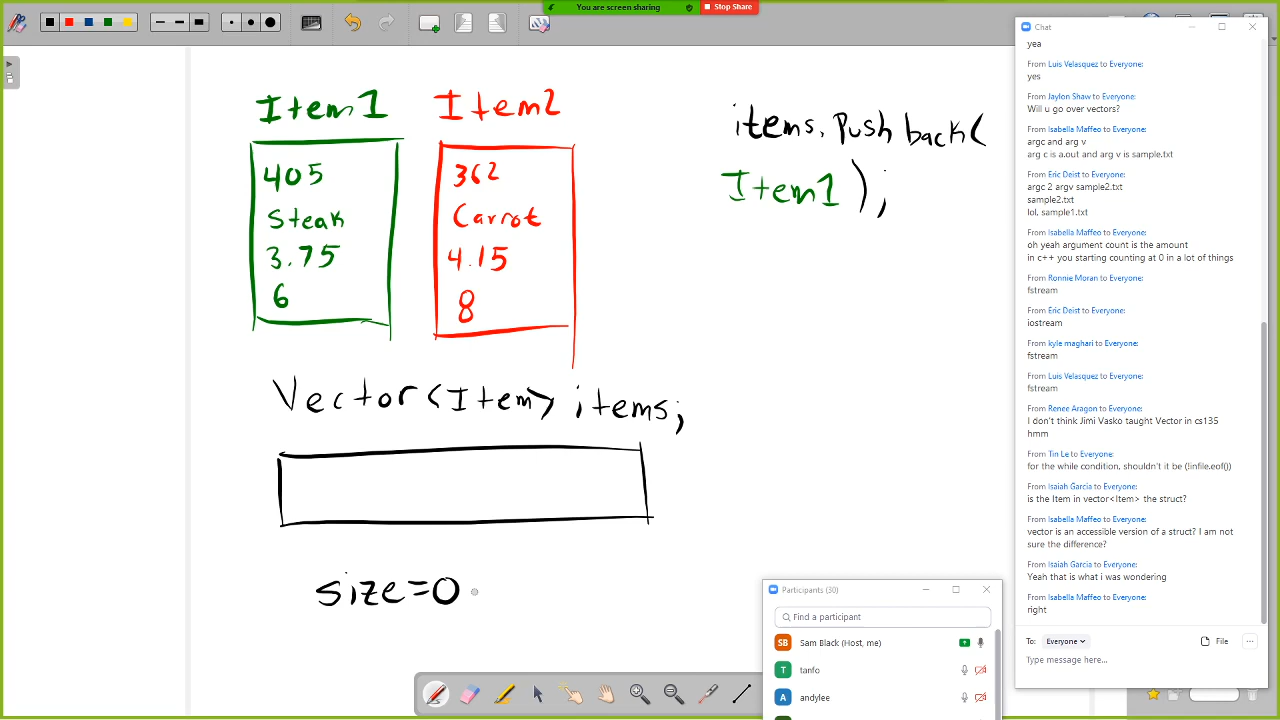 You are screen sharing
Stop Share
Item1
Item2
405
Steak
3.75
6
362
Carrot
4.15
8
items.Push back(
Item1 );
Vector<Item> items;
size=0
Chat
yea
From Luis Velasquez to Everyone:
yes
From Jaylon Shaw to Everyone:
Will u go over vectors?
From Isabella Maffeo to Everyone:
argc and arg v
arg c is a.out and arg v is sample.txt
From Eric Deist to Everyone:
argc 2 argv sample2.txt
sample2.txt
lol, sample1.txt
From Isabella Maffeo to Everyone:
oh yeah argument count is the amount
in c++ you starting counting at 0 in a lot of things
From Ronnie Moran to Everyone:
fstream
From Eric Deist to Everyone:
iostream
From kyle maghari to Everyone:
fstream
From Luis Velasquez to Everyone:
fstream
From Renee Aragon to Everyone:
I don't think Jimi Vasko taught Vector in cs135
hmm
From Tin Le to Everyone:
for the while condition, shouldn't it be (!infile.eof())
From Isaiah Garcia to Everyone:
is the Item in vector<Item> the struct?
From Isabella Maffeo to Everyone:
vector is an accessible version of a struct? I am not
sure the difference?
From Isaiah Garcia to Everyone:
Yeah that is what i was wondering
From Isabella Maffeo to Everyone:
right
To: Everyone
File
Type message here...
Participants (30)
Find a participant
SB Sam Black (Host, me)
T tanfo
A andylee